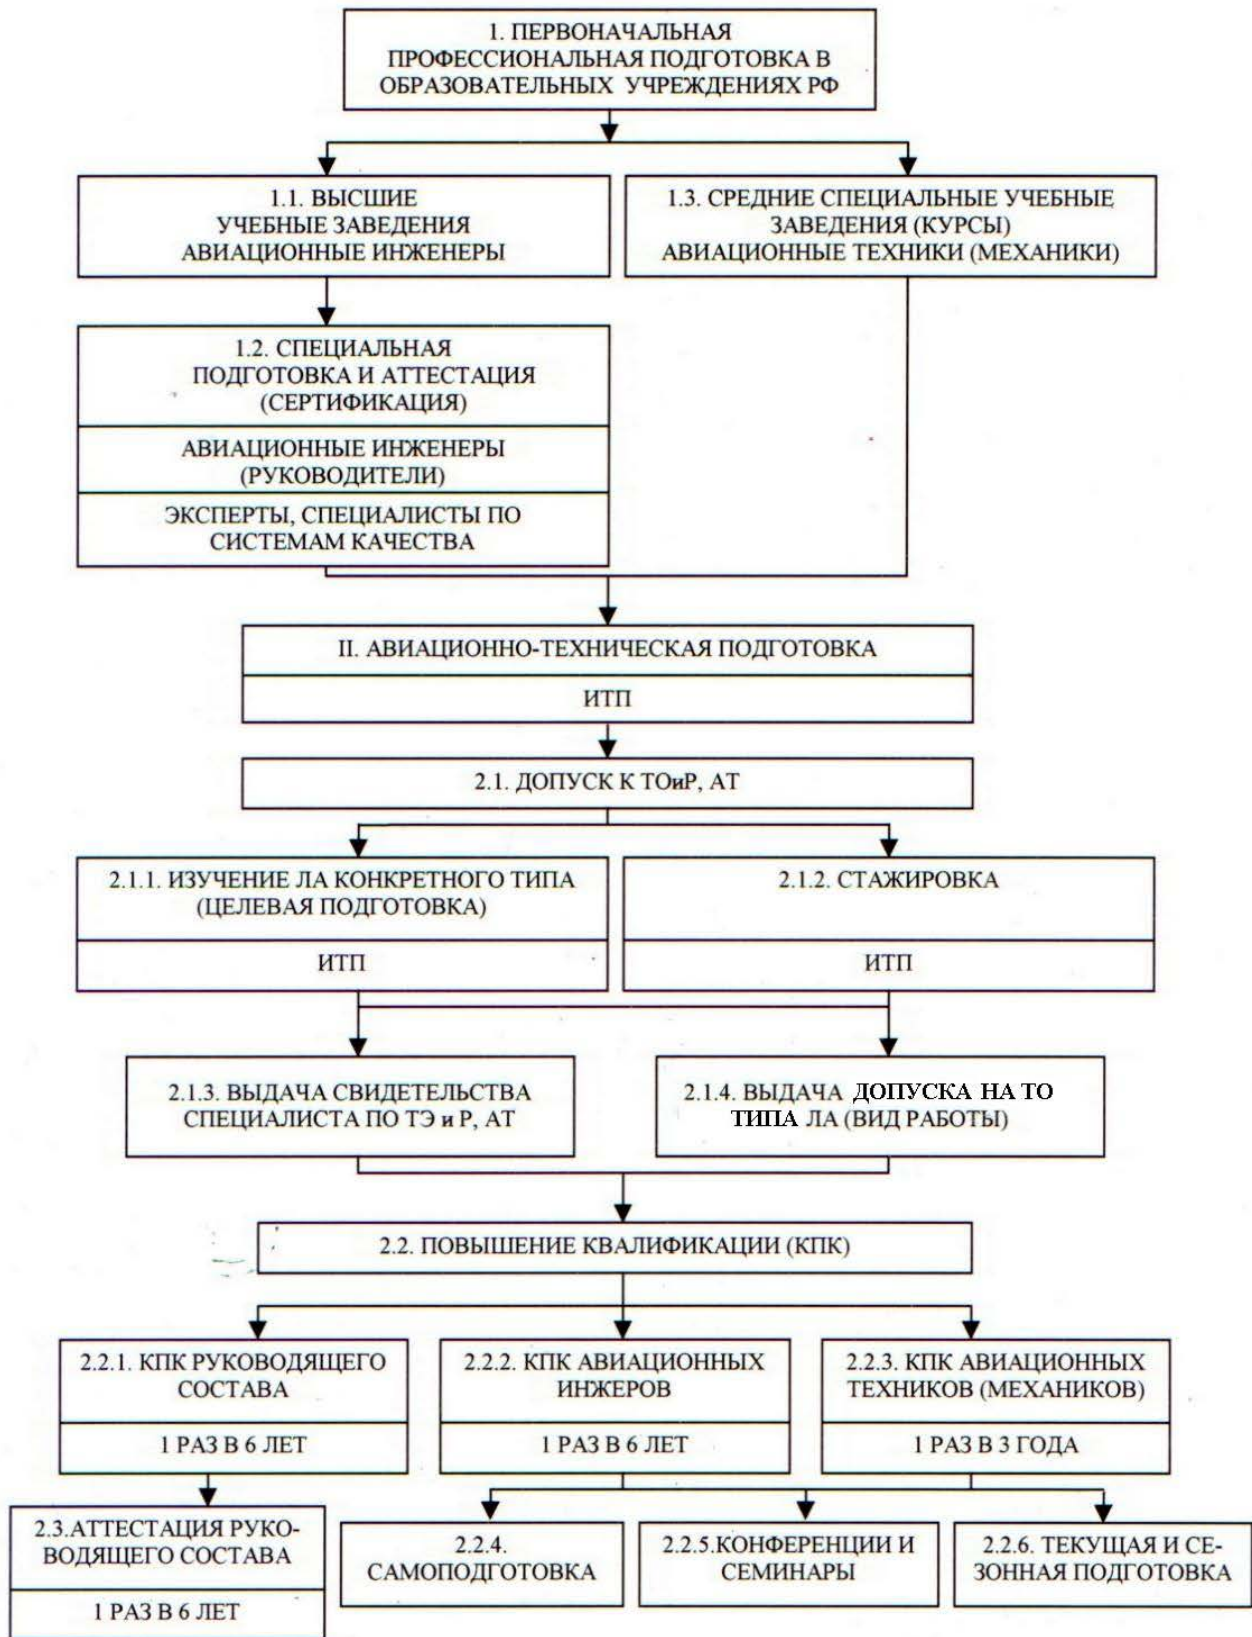 1. ПЕРВОНАЧАЛЬНАЯ
ПРОФЕССИОНАЛЬНАЯ ПОДГОТОВКА В
ОБРАЗОВАТЕЛЬНЫХ УЧРЕЖДЕНИЯХ РФ
1.1. ВЫСШИЕ
УЧЕБНЫЕ ЗАВЕДЕНИЯ
АВИАЦИОННЫЕ ИНЖЕНЕРЫ
1.3. СРЕДНИЕ СПЕЦИАЛЬНЫЕ УЧЕБНЫЕ
ЗАВЕДЕНИЯ (КУРСЫ)
АВИАЦИОННЫЕ ТЕХНИКИ (МЕХАНИКИ)
1.2. СПЕЦИАЛЬНАЯ
ПОДГОТОВКА И АТТЕСТАЦИЯ
(СЕРТИФИКАЦИЯ)
АВИАЦИОННЫЕ ИНЖЕНЕРЫ
(РУКОВОДИТЕЛИ)
ЭКСПЕРТЫ, СПЕЦИАЛИСТЫ ПО
СИСТЕМАМ КАЧЕСТВА
II. АВИАЦИОННО-ТЕХНИЧЕСКАЯ ПОДГОТОВКА
ИТП
2.1. ДОПУСК К ТОиР, АТ
2.1.1. ИЗУЧЕНИЕ ЛА КОНКРЕТНОГО ТИПА
(ЦЕЛЕВАЯ ПОДГОТОВКА)
ИТП
2.1.2. СТАЖИРОВКА
ИТП
2.1.3. ВЫДАЧА СВИДЕТЕЛЬСТВА
СПЕЦИАЛИСТА ПО ТЭ и Р, АТ
2.1.4. ВЫДАЧА ДОПУСКА НА ТО
ТИПА ЛА (ВИД РАБОТЫ)
2.2. ПОВЫШЕНИЕ КВАЛИФИКАЦИИ (КПК)
2.2.1. КПК РУКОВОДЯЩЕГО
СОСТАВА
1 РАЗ В 6 ЛЕТ
2.2.2. КПК АВИАЦИОННЫХ
ИНЖЕРОВ
1 РАЗ В 6 ЛЕТ
2.2.3. КПК АВИАЦИОННЫХ
ТЕХНИКОВ (МЕХАНИКОВ)
1 РАЗ В 3 ГОДА
2.3.АТТЕСТАЦИЯ РУКО-
ВОДЯЩЕГО СОСТАВА
1 РАЗ В 6 ЛЕТ
2.2.4.
САМОПОДГОТОВКА
2.2.5.КОНФЕРЕНЦИИ И
СЕМИНАРЫ
2.2.6. ТЕКУЩАЯ И СЕ-
ЗОННАЯ ПОДГОТОВКА